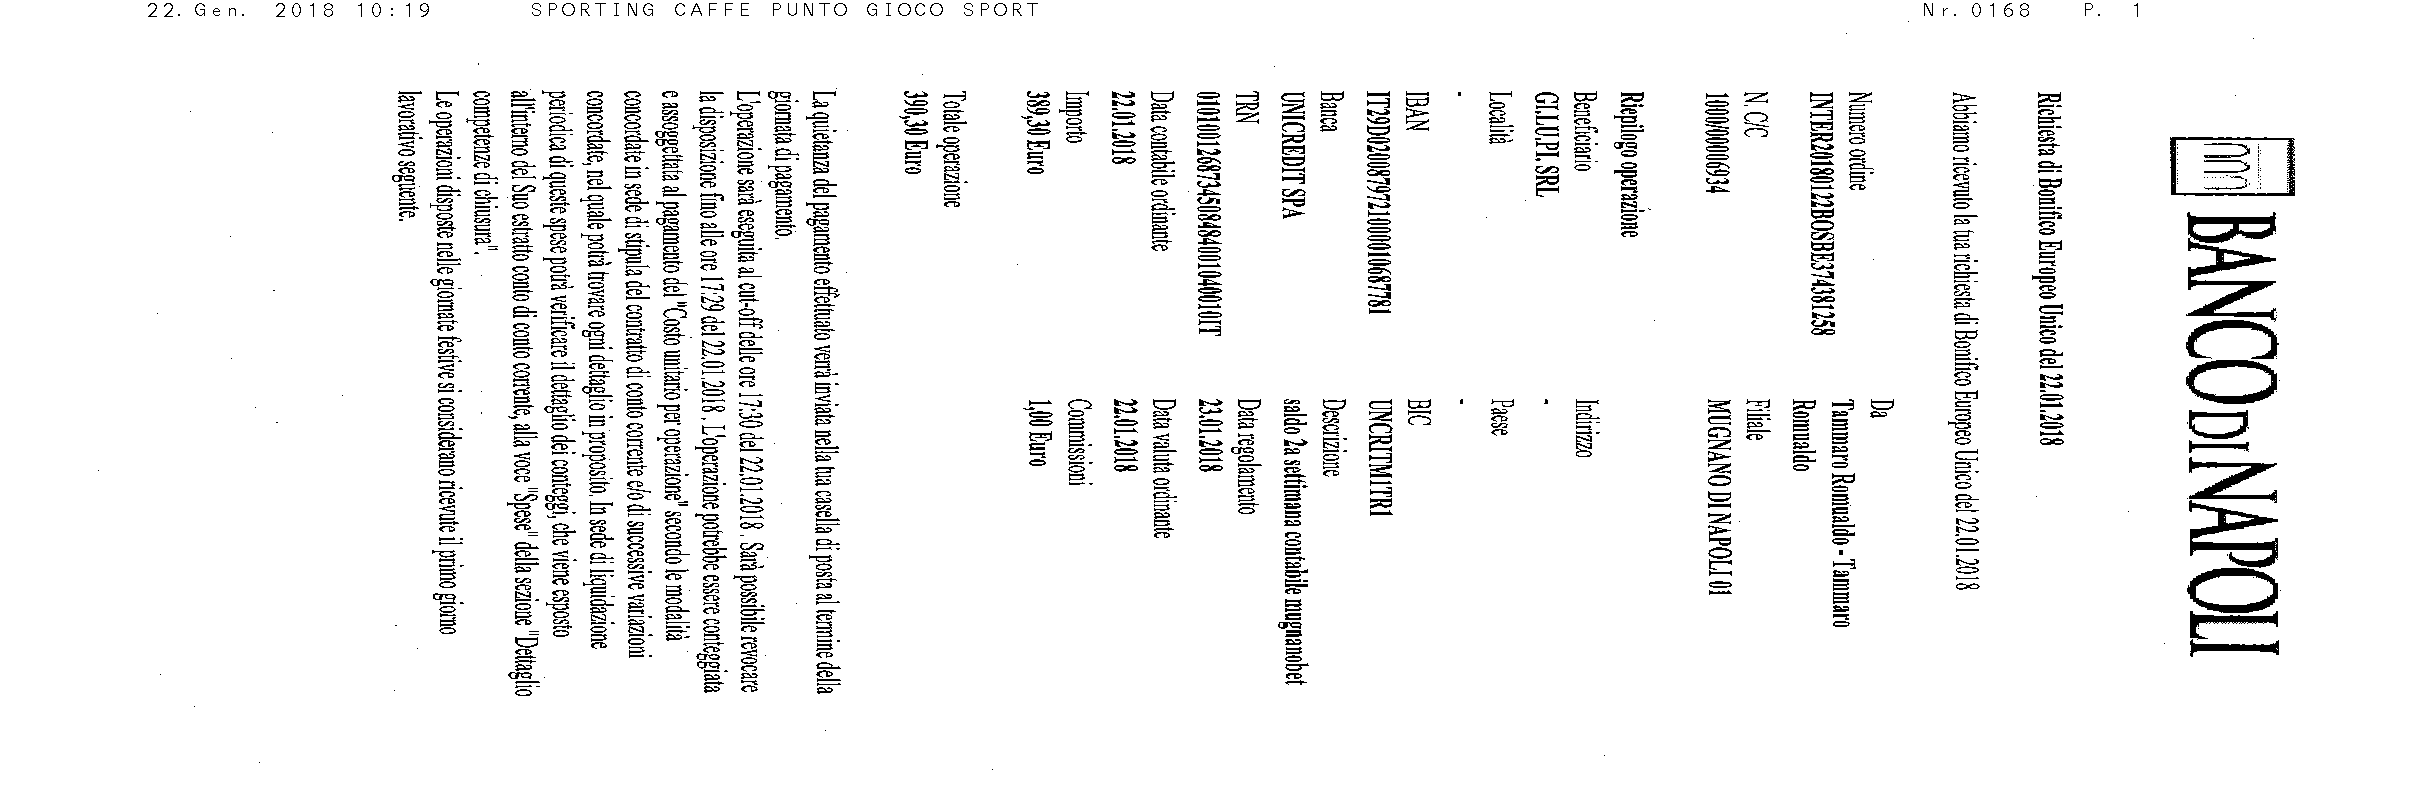 22.Gen. 2018 10:19 SPORTING CAFFE PUNTO GIOCO SPORT Nr.0168 P. 1
BANCO DI NAPOLI
Richiesta di Bonifico Europeo Unico del 22.01.2018
Abbiamo ricevuto la tua richiesta di Bonifico Europeo Unico del 22.01.2018
Numero ordine
INTER20180122BOSBE374381258
Da
Tammaro Romualdo - Tammaro
Romualdo
N. C/C
1000/00006934
Filiale
MUGNANO DI NAPOLI 01
Riepilogo operazione
Beneficiario
GI.LUPI. SRL
Indirizzo
-
Località
-
Paese
-
IBAN
IT29D0200879721000010687781
BIC
UNCRITM1TR1
Banca
UNICREDIT SPA
Descrizione
saldo 2a settimana contabile mugnanobet
TRN
0101001268734508484001040010IT
Data regolamento
23.01.2018
Data contabile ordinante
22.01.2018
Data valuta ordinante
22.01.2018
Importo
389,30 Euro
Commissioni
1,00 Euro
Totale operazione
390,30 Euro
La quietanza del pagamento effettuato verrà inviata nella tua casella di posta al termine della
giornata di pagamento.
L'operazione sarà eseguita al cut-off delle ore 17:30 del 22.01.2018. Sarà possibile revocare
la disposizione fino alle ore 17:29 del 22.01.2018. L'operazione potrebbe essere conteggiata
e assoggettata al pagamento del "Costo unitario per operazione" secondo le modalità
concordate in sede di stipula del contratto di conto corrente e/o di successive variazioni
concordate, nel quale potrà trovare ogni dettaglio in proposito. In sede di liquidazione
periodica di queste spese potrà verificare il dettaglio dei conteggi, che viene esposto
all'interno del Suo estratto conto di conto corrente, alla voce "Spese" della sezione "Dettaglio
competenze di chiusura".
Le operazioni disposte nelle giornate festive si considerano ricevute il primo giorno
lavorativo seguente.